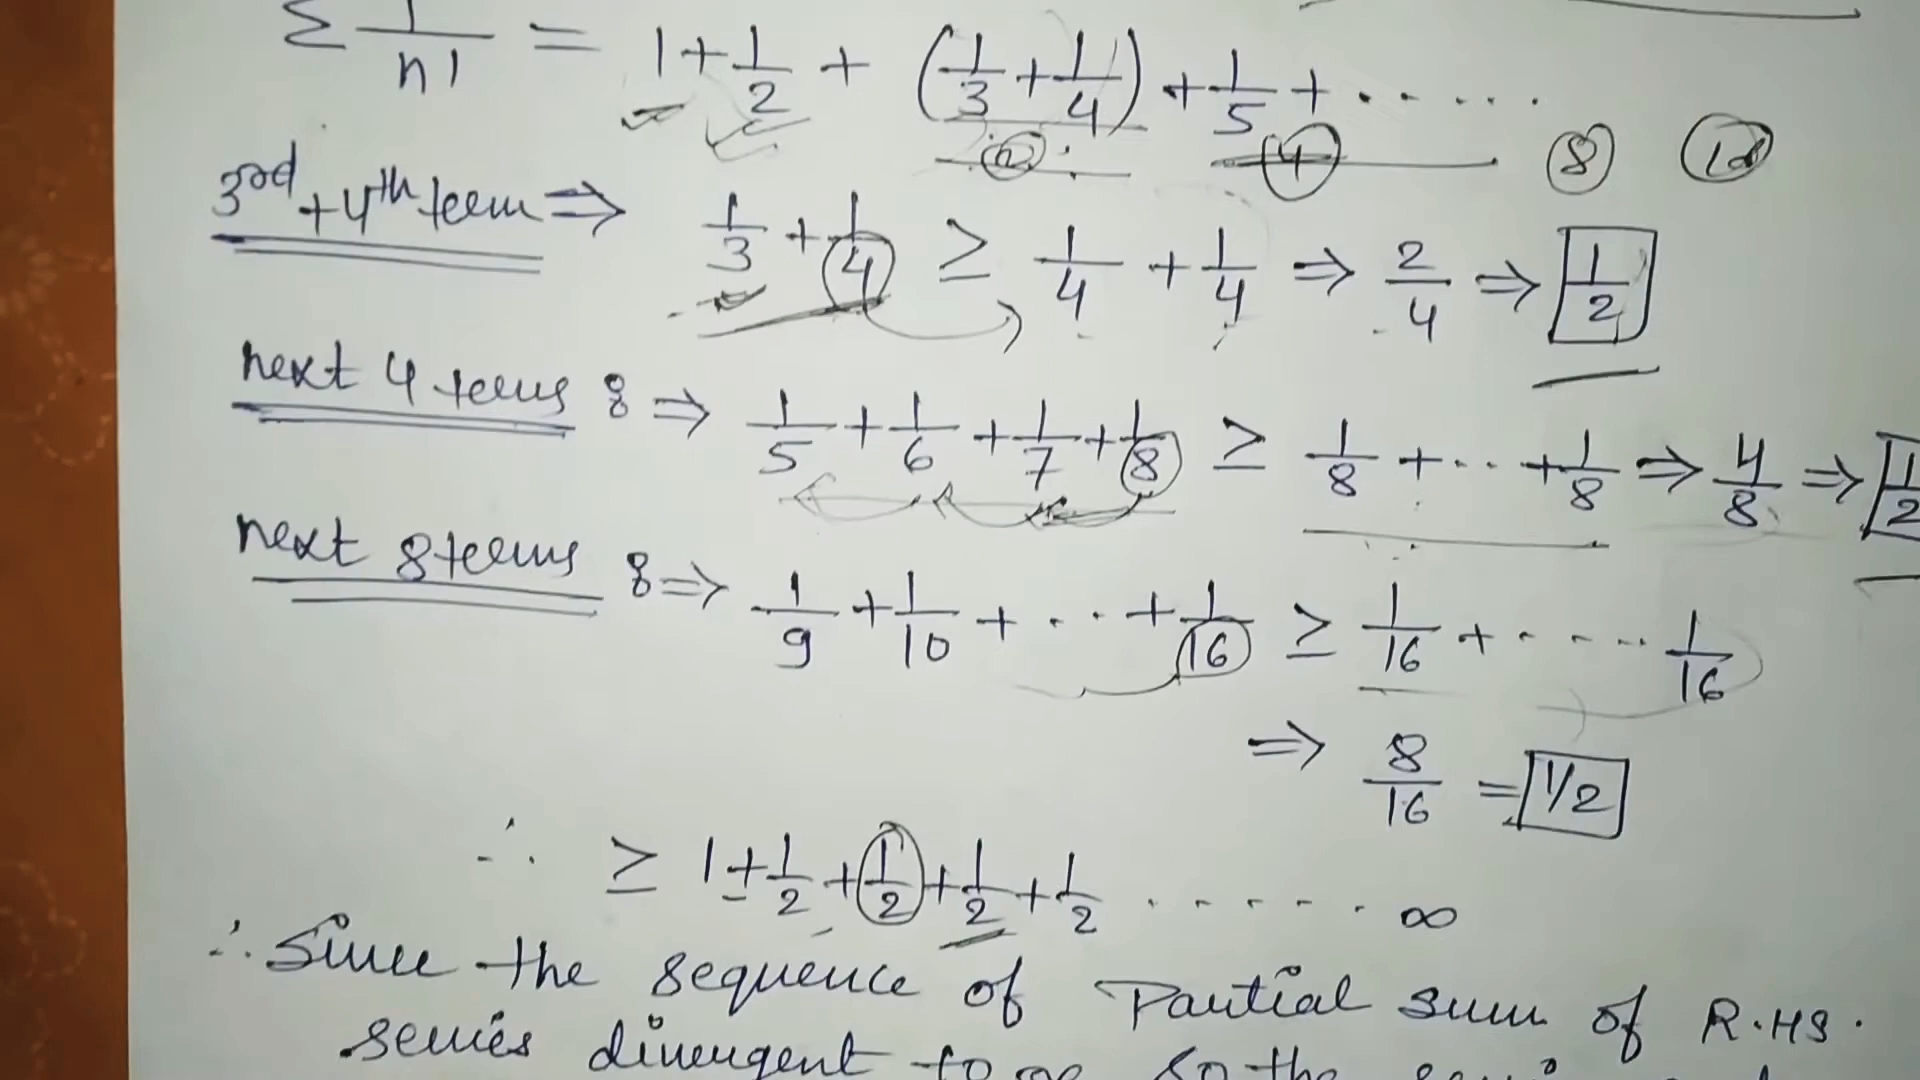 Σ 1/n1 = 1 + 1/2 + (1/3 + 1/4) + 1/5 + ......
2 4 8
3rd + 4th term ⇒ 1/3 + 1/4 ≥ 1/4 + 1/4 ⇒ 2/4 ⇒ 1/2
next 4 terms : ⇒ 1/5 + 1/6 + 1/7 + 1/8 ≥ 1/8 + .. + 1/8 ⇒ 4/8 ⇒ 1/2
next 8 terms : ⇒ 1/9 + 1/10 + ... + 1/16 ≥ 1/16 + ..... 1/16
⇒ 8/16 = 1/2
∴ ≥ 1 + 1/2 + 1/2 + 1/2 + 1/2 ...... ∞
∴ Since the sequence of Partial sum of R.HS.
series divergent to ∞ so the